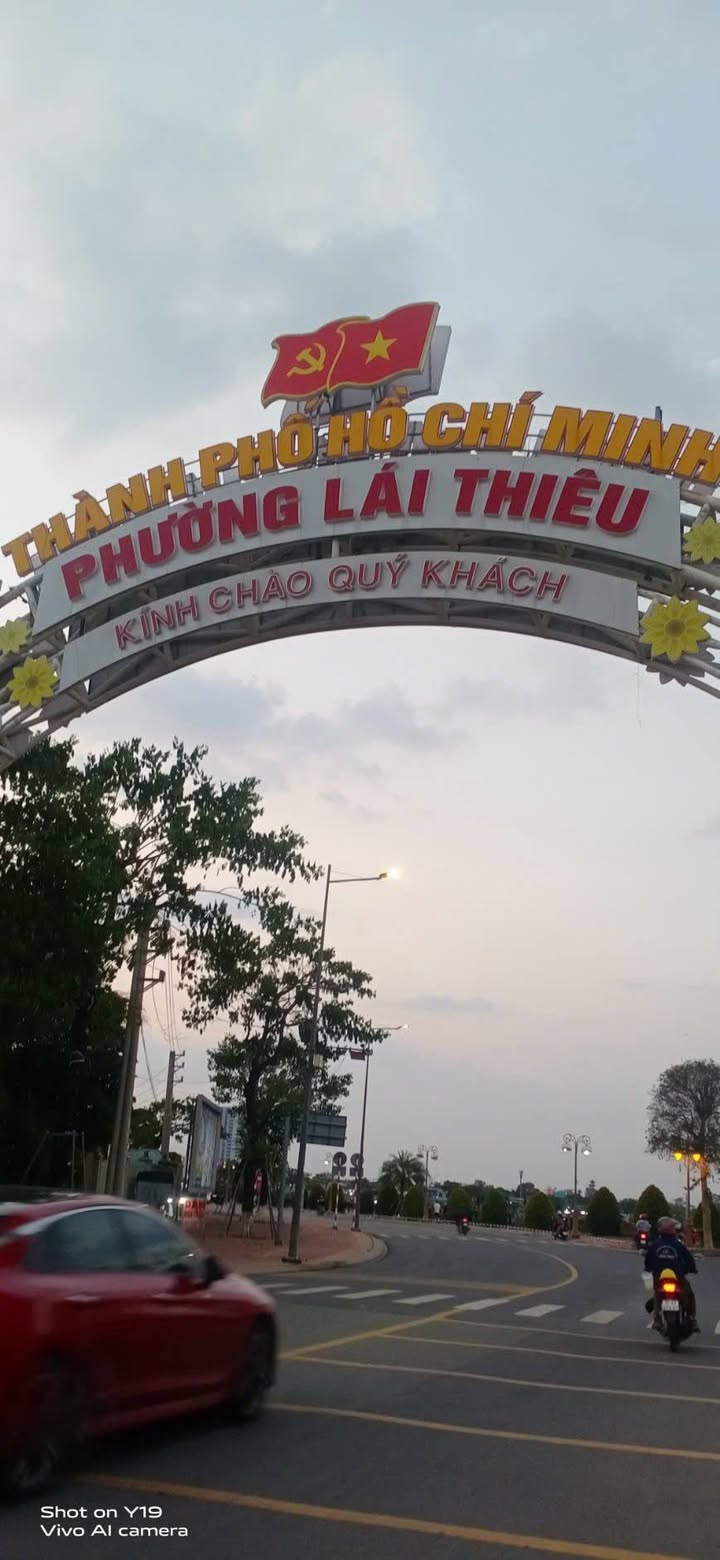 THÀNH PHỐ HỒ CHÍ MINH
PHƯỜNG LÁI THIÊU
KÍNH CHÀO QUÝ KHÁCH
Shot on Y19
Vivo AI camera